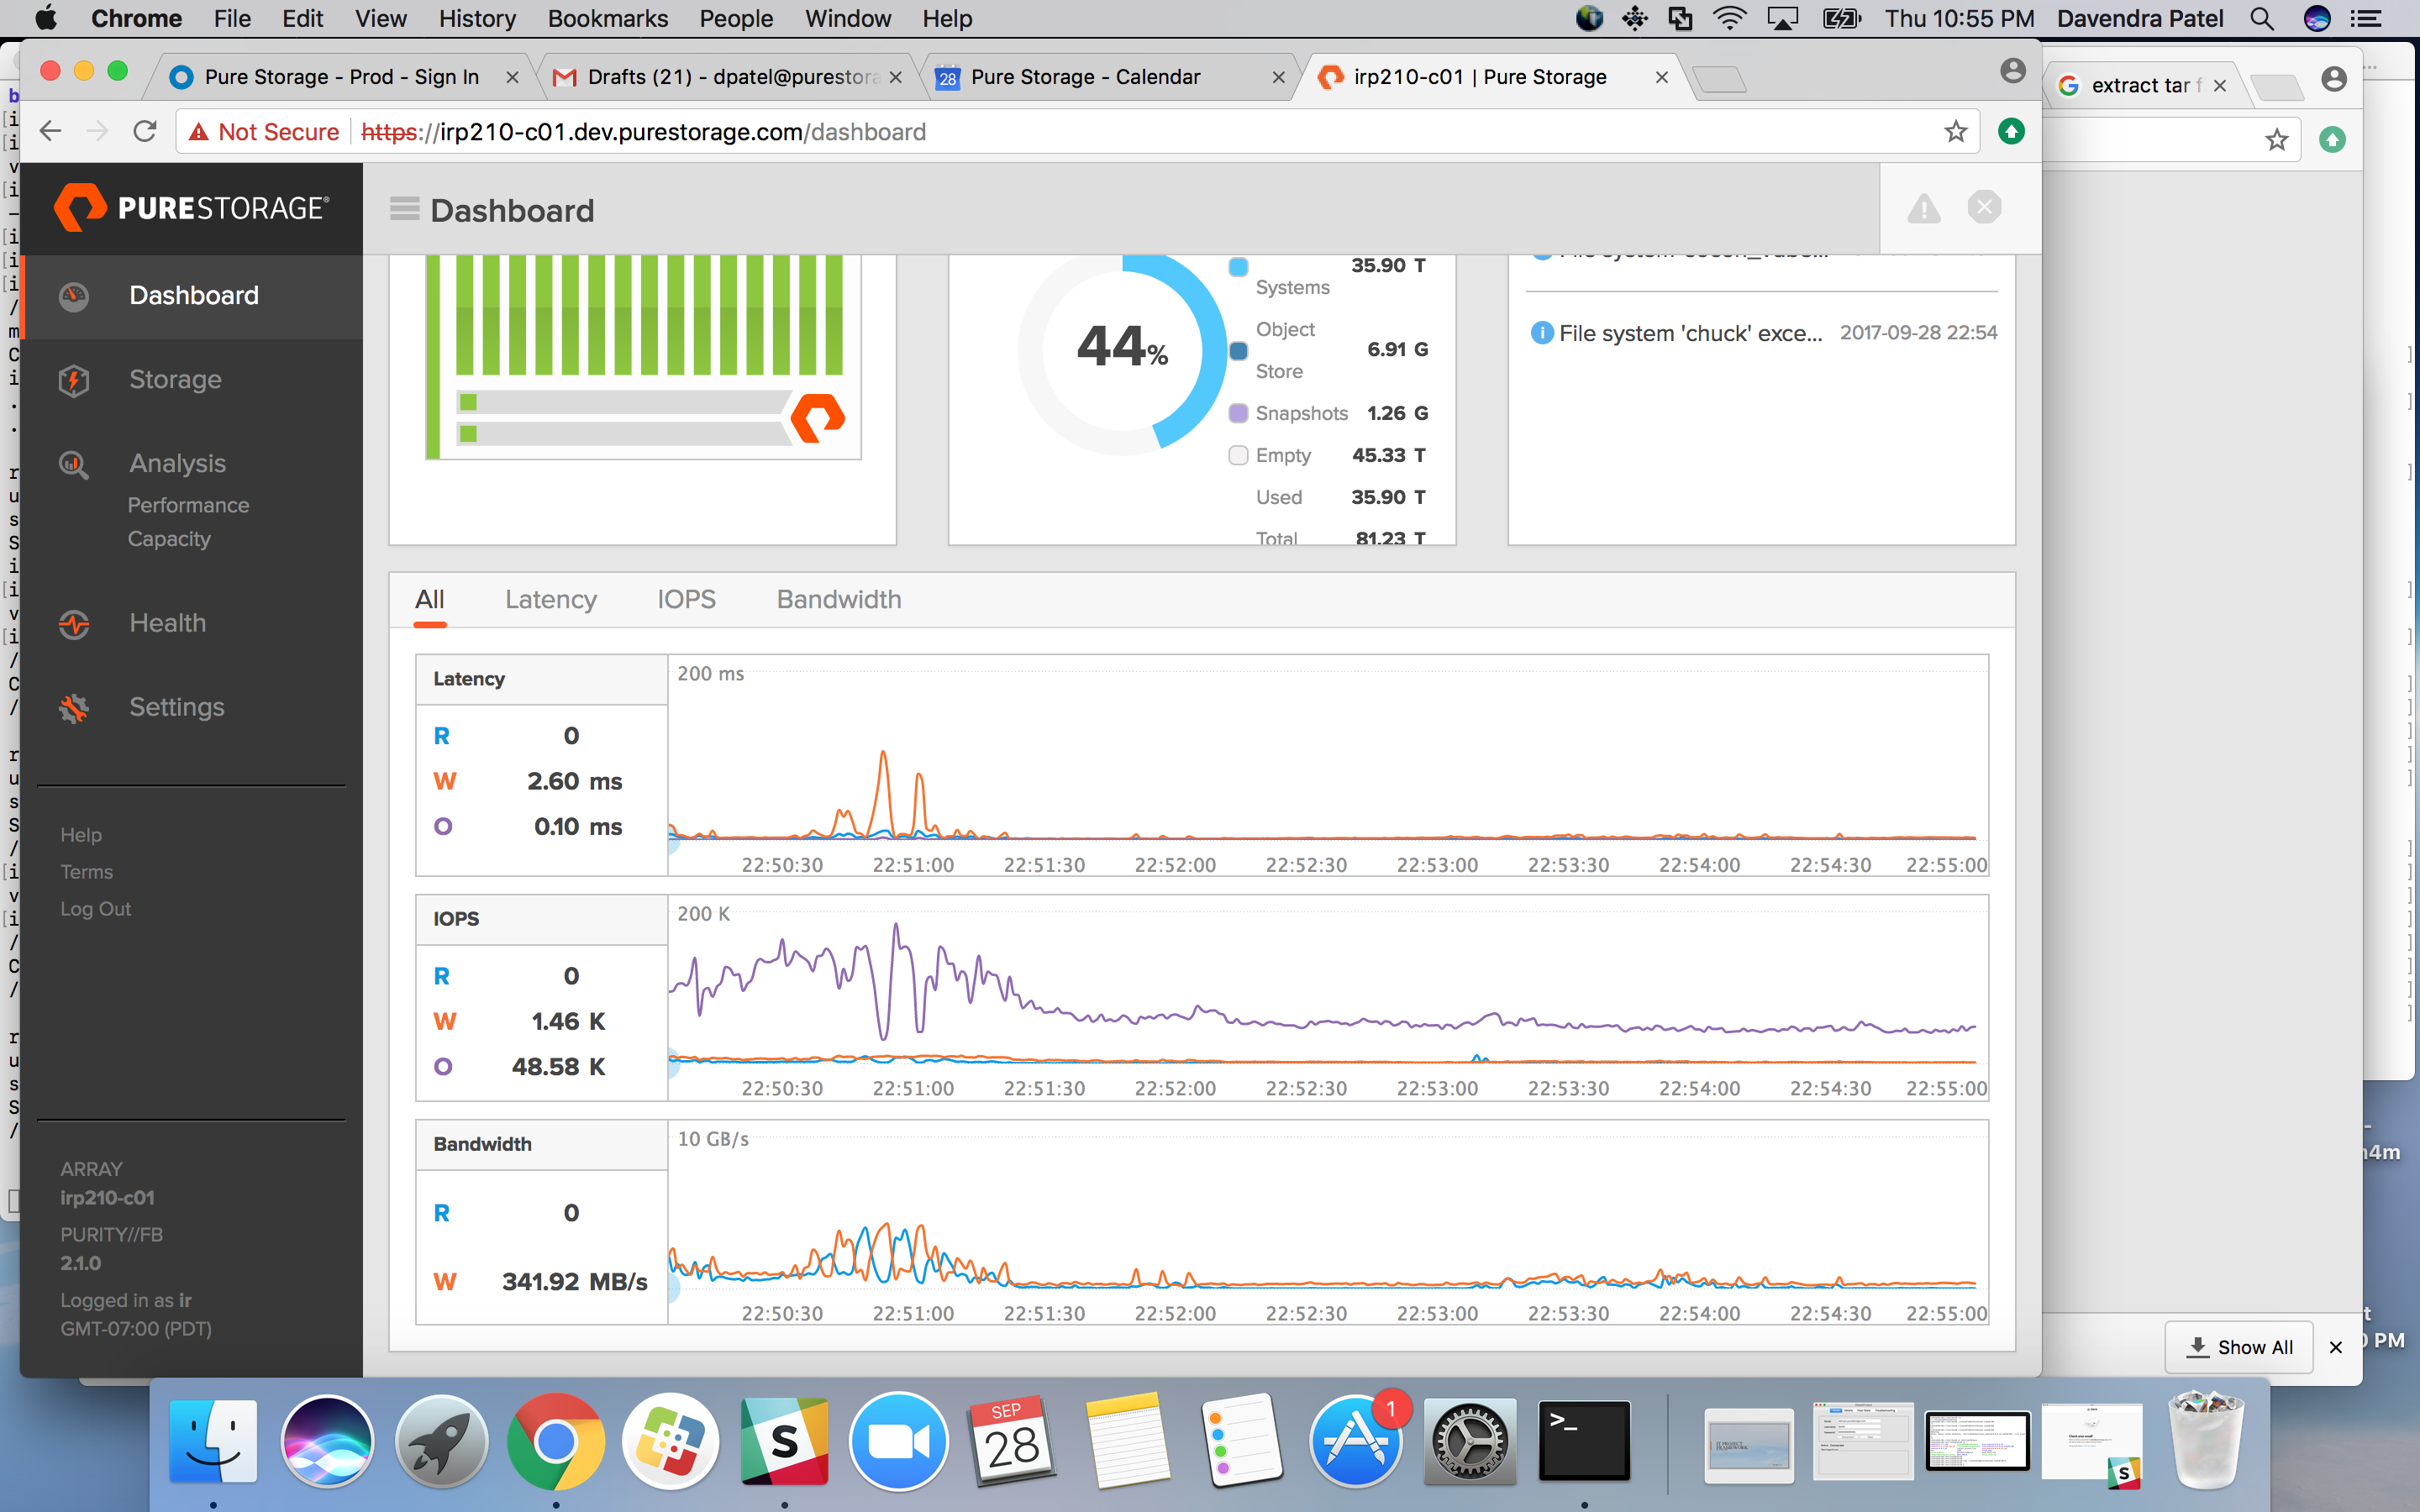 Chrome File Edit View History Bookmarks People Window Help Thu 10:55 PM Davendra Patel
Pure Storage - Prod - Sign In
Drafts (21) - dpatel@purestora
28 Pure Storage - Calendar
irp210-c01 | Pure Storage
extract tar f
Not Secure https://irp210-c01.dev.purestorage.com/dashboard
PURESTORAGE®
Dashboard
Dashboard
Storage
Analysis
Performance
Capacity
Health
Settings
Help
Terms
Log Out
ARRAY
irp210-c01
PURITY//FB
2.1.0
Logged in as ir
GMT-07:00 (PDT)
44%
Systems 35.90 T
Object Store 6.91 G
Snapshots 1.26 G
Empty 45.33 T
Used 35.90 T
Total 81.23 T
File system 'chuck' exce... 2017-09-28 22:54
All Latency IOPS Bandwidth
Latency
R 0
W 2.60 ms
O 0.10 ms
200 ms
22:50:30 22:51:00 22:51:30 22:52:00 22:52:30 22:53:00 22:53:30 22:54:00 22:54:30 22:55:00
IOPS
R 0
W 1.46 K
O 48.58 K
200 K
22:50:30 22:51:00 22:51:30 22:52:00 22:52:30 22:53:00 22:53:30 22:54:00 22:54:30 22:55:00
Bandwidth
R 0
W 341.92 MB/s
10 GB/s
22:50:30 22:51:00 22:51:30 22:52:00 22:52:30 22:53:00 22:53:30 22:54:00 22:54:30 22:55:00
Show All
PM
SEP
28
1